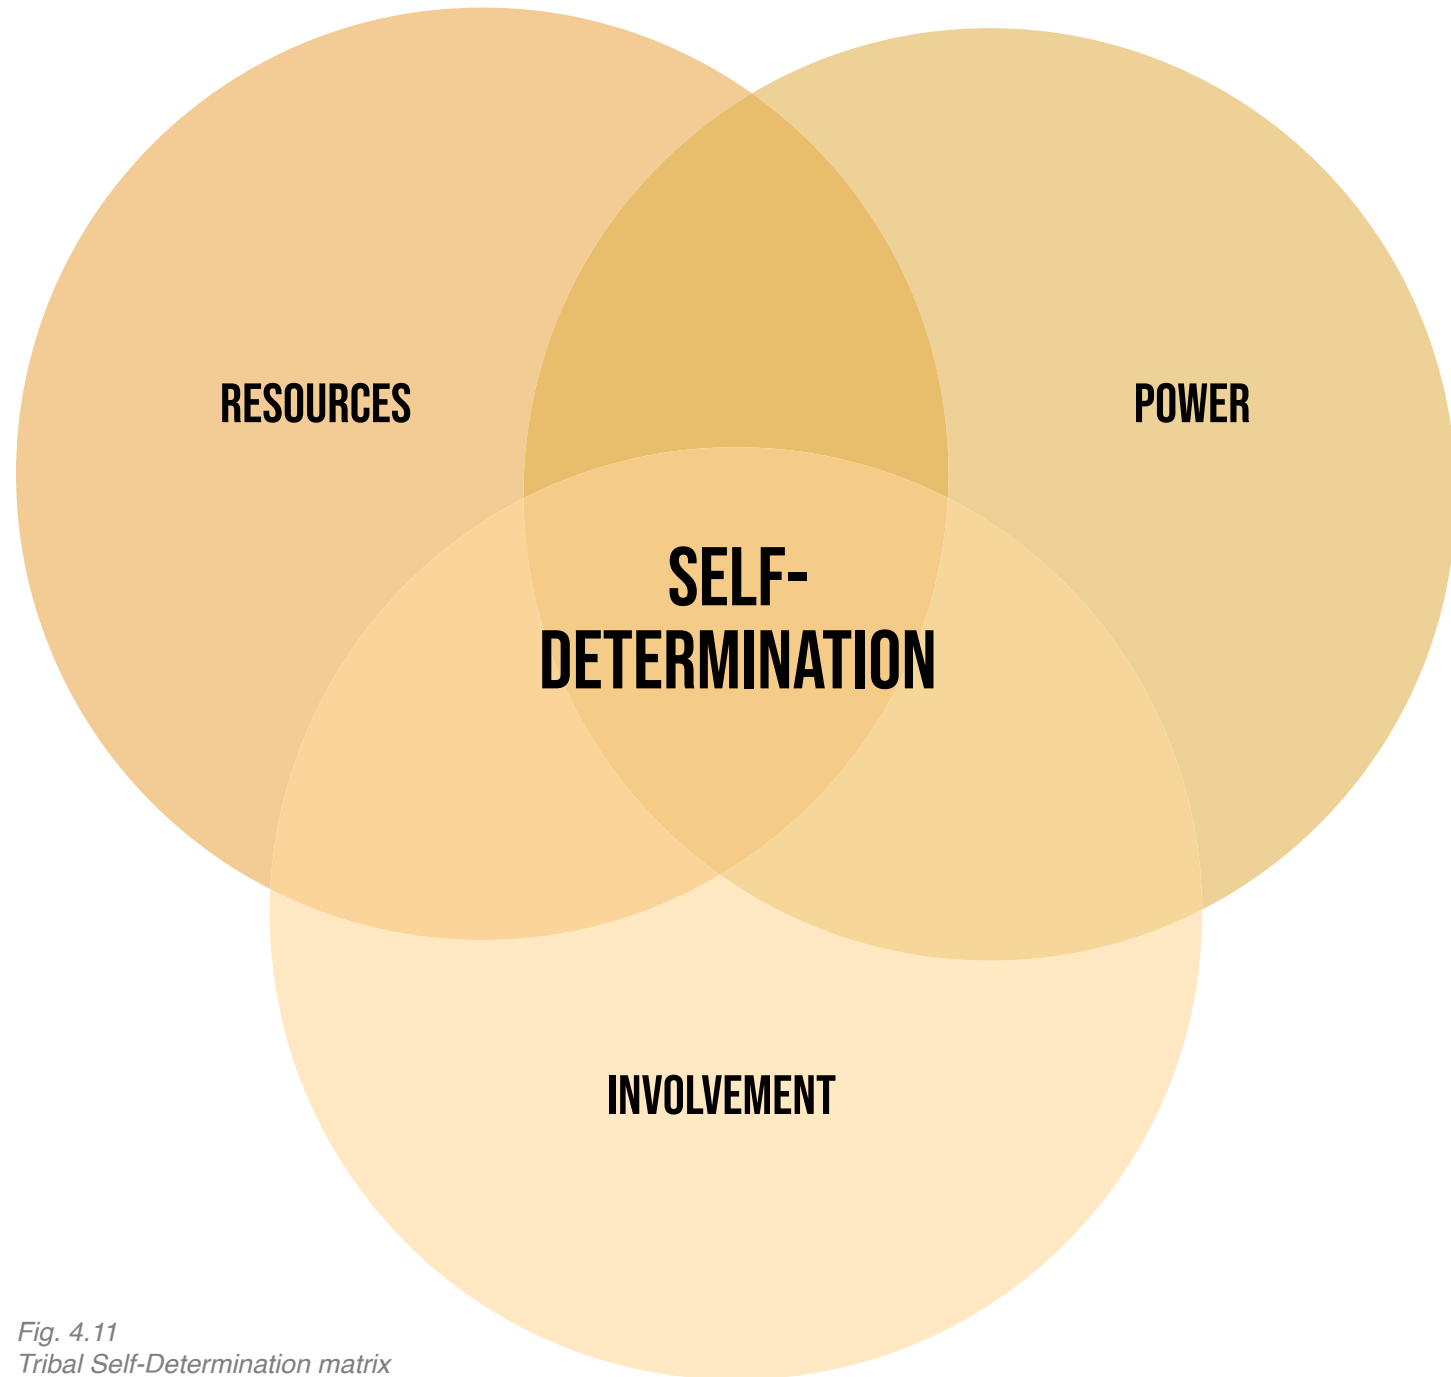 RESOURCES
POWER
SELF-
DETERMINATION
INVOLVEMENT
Fig. 4.11
Tribal Self-Determination matrix